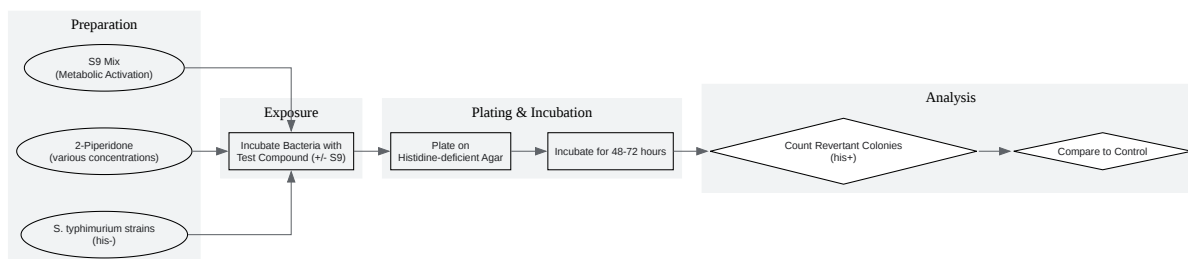 Preparation
S9 Mix
(Metabolic Activation)
2-Piperidone
(various concentrations)
S. typhimurium strains
(his-)
Exposure
Incubate Bacteria with
Test Compound (+/- S9)
Plating & Incubation
Plate on
Histidine-deficient Agar
Incubate for 48-72 hours
Analysis
Count Revertant Colonies
(his+)
Compare to Control